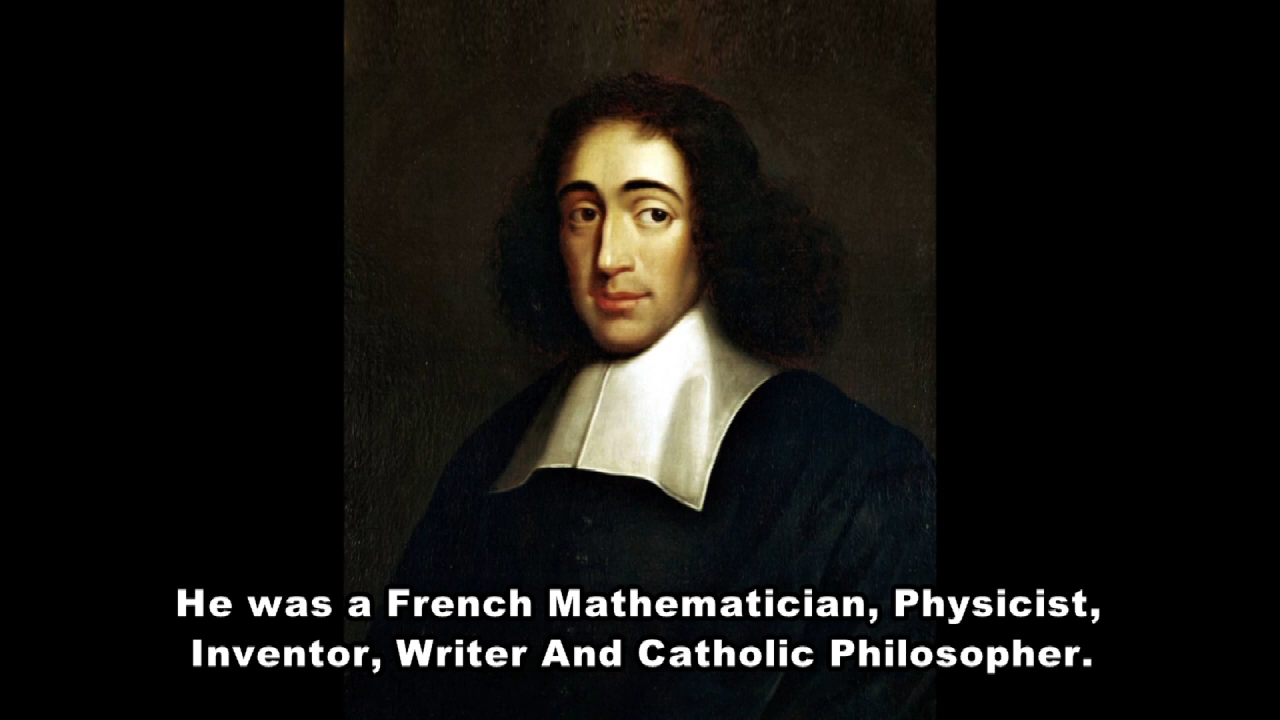 He was a French Mathematician, Physicist,
Inventor, Writer And Catholic Philosopher.